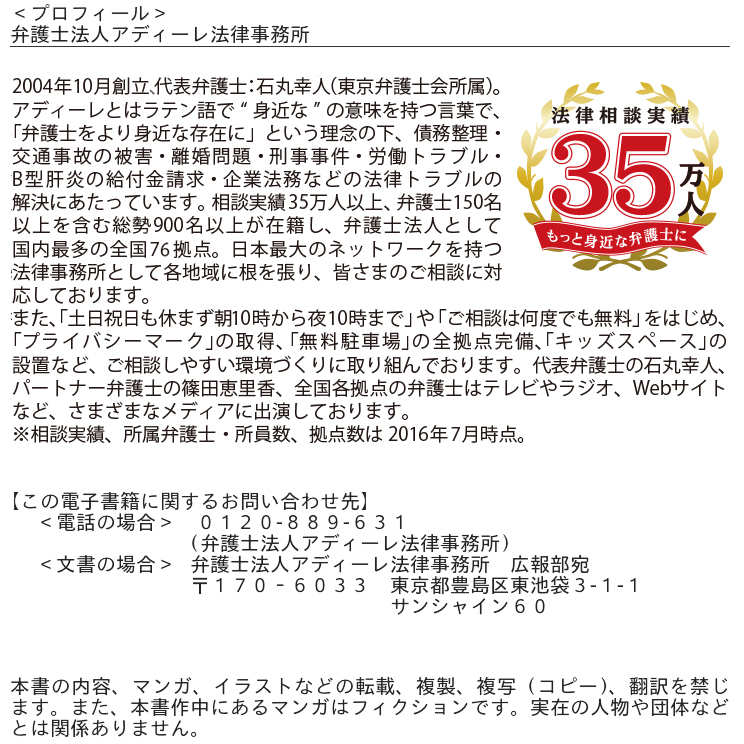 ＜プロフィール＞
弁護士法人アディーレ法律事務所
2004年10月創立、代表弁護士：石丸幸人（東京弁護士会所属）。
アディーレとはラテン語で“身近な”の意味を持つ言葉で、
「弁護士をより身近な存在に」という理念の下、債務整理・
交通事故の被害・離婚問題・刑事事件・労働トラブル・
B型肝炎の給付金請求・企業法務などの法律トラブルの
解決にあたっています。相談実績35万人以上、弁護士150名
以上を含む総勢900名以上が在籍し、弁護士法人として
国内最多の全国76拠点。日本最大のネットワークを持つ
法律事務所として各地域に根を張り、皆さまのご相談に対
応しております。
また、「土日祝日も休まず朝10時から夜10時まで」や「ご相談は何度でも無料」をはじめ、
「プライバシーマーク」の取得、「無料駐車場」の全拠点完備、「キッズスペース」の
設置など、ご相談しやすい環境づくりに取り組んでおります。代表弁護士の石丸幸人、
パートナー弁護士の篠田恵里香、全国各拠点の弁護士はテレビやラジオ、Webサイト
など、さまざまなメディアに出演しております。
※相談実績、所属弁護士・所員数、拠点数は 2016年7月時点。
法律相談実績
35万人
もっと身近な弁護士に
【この電子書籍に関するお問い合わせ先】
＜電話の場合＞　０１２０-８８９-６３１
（弁護士法人アディーレ法律事務所）
＜文書の場合＞　弁護士法人アディーレ法律事務所　広報部宛
〒１７０‐６０３３　東京都豊島区東池袋３-１-１
サンシャイン６０
本書の内容、マンガ、イラストなどの転載、複製、複写（コピー）、翻訳を禁じ
ます。また、本書作中にあるマンガはフィクションです。実在の人物や団体など
とは関係ありません。